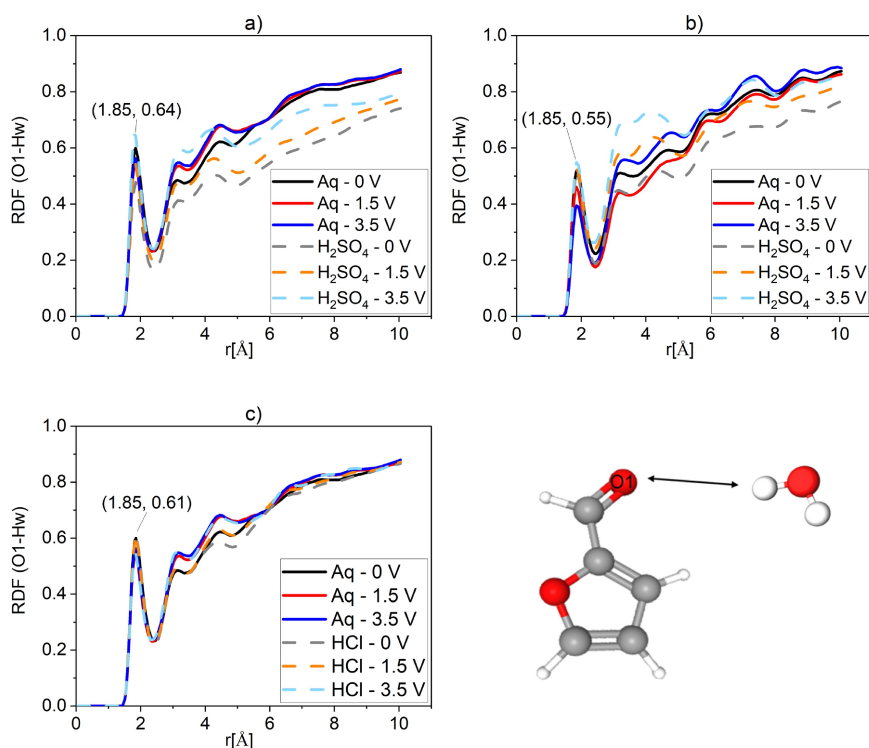 a)
RDF (O1-Hw)
1.0
0.8
0.6
0.4
0.2
0.0
(1.85, 0.64)
Aq - 0 V
Aq - 1.5 V
Aq - 3.5 V
H₂SO₄ - 0 V
H₂SO₄ - 1.5 V
H₂SO₄ - 3.5 V
0 2 4 6 8 10
r[Å]
b)
RDF (O1-Hw)
1.0
0.8
0.6
0.4
0.2
0.0
(1.85, 0.55)
Aq - 0 V
Aq - 1.5 V
Aq - 3.5 V
H₂SO₄ - 0 V
H₂SO₄ - 1.5 V
H₂SO₄ - 3.5 V
0 2 4 6 8 10
r[Å]
c)
RDF (O1-Hw)
1.0
0.8
0.6
0.4
0.2
0.0
(1.85, 0.61)
Aq - 0 V
Aq - 1.5 V
Aq - 3.5 V
HCl - 0 V
HCl - 1.5 V
HCl - 3.5 V
0 2 4 6 8 10
r[Å]
O1